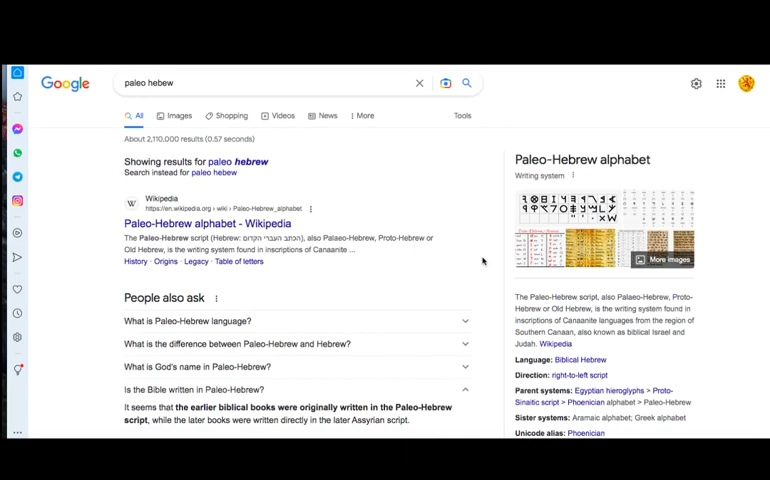 Google
paleo hebew
All Images Shopping Videos News More Tools
About 2,110,000 results (0.57 seconds)
Showing results for paleo hebrew
Search instead for paleo hebew
W
Wikipedia
https://en.wikipedia.org › wiki › Paleo-Hebrew_alphabet
Paleo-Hebrew alphabet - Wikipedia
The Paleo-Hebrew script (Hebrew: הכתב העברי הקדום), also Palaeo-Hebrew, Proto-Hebrew or
Old Hebrew, is the writing system found in inscriptions of Canaanite ...
History · Origins · Legacy · Table of letters
People also ask
What is Paleo-Hebrew language?
What is the difference between Paleo-Hebrew and Hebrew?
What is God's name in Paleo-Hebrew?
Is the Bible written in Paleo-Hebrew?
It seems that the earlier biblical books were originally written in the Paleo-Hebrew
script, while the later books were written directly in the later Assyrian script.
Paleo-Hebrew alphabet
Writing system
More images
The Paleo-Hebrew script, also Palaeo-Hebrew, Proto-
Hebrew or Old Hebrew, is the writing system found in
inscriptions of Canaanite languages from the region of
Southern Canaan, also known as biblical Israel and
Judah. Wikipedia
Language: Biblical Hebrew
Direction: right-to-left script
Parent systems: Egyptian hieroglyphs > Proto-
Sinaitic script > Phoenician alphabet > Paleo-Hebrew
Sister systems: Aramaic alphabet; Greek alphabet
Unicode alias: Phoenician